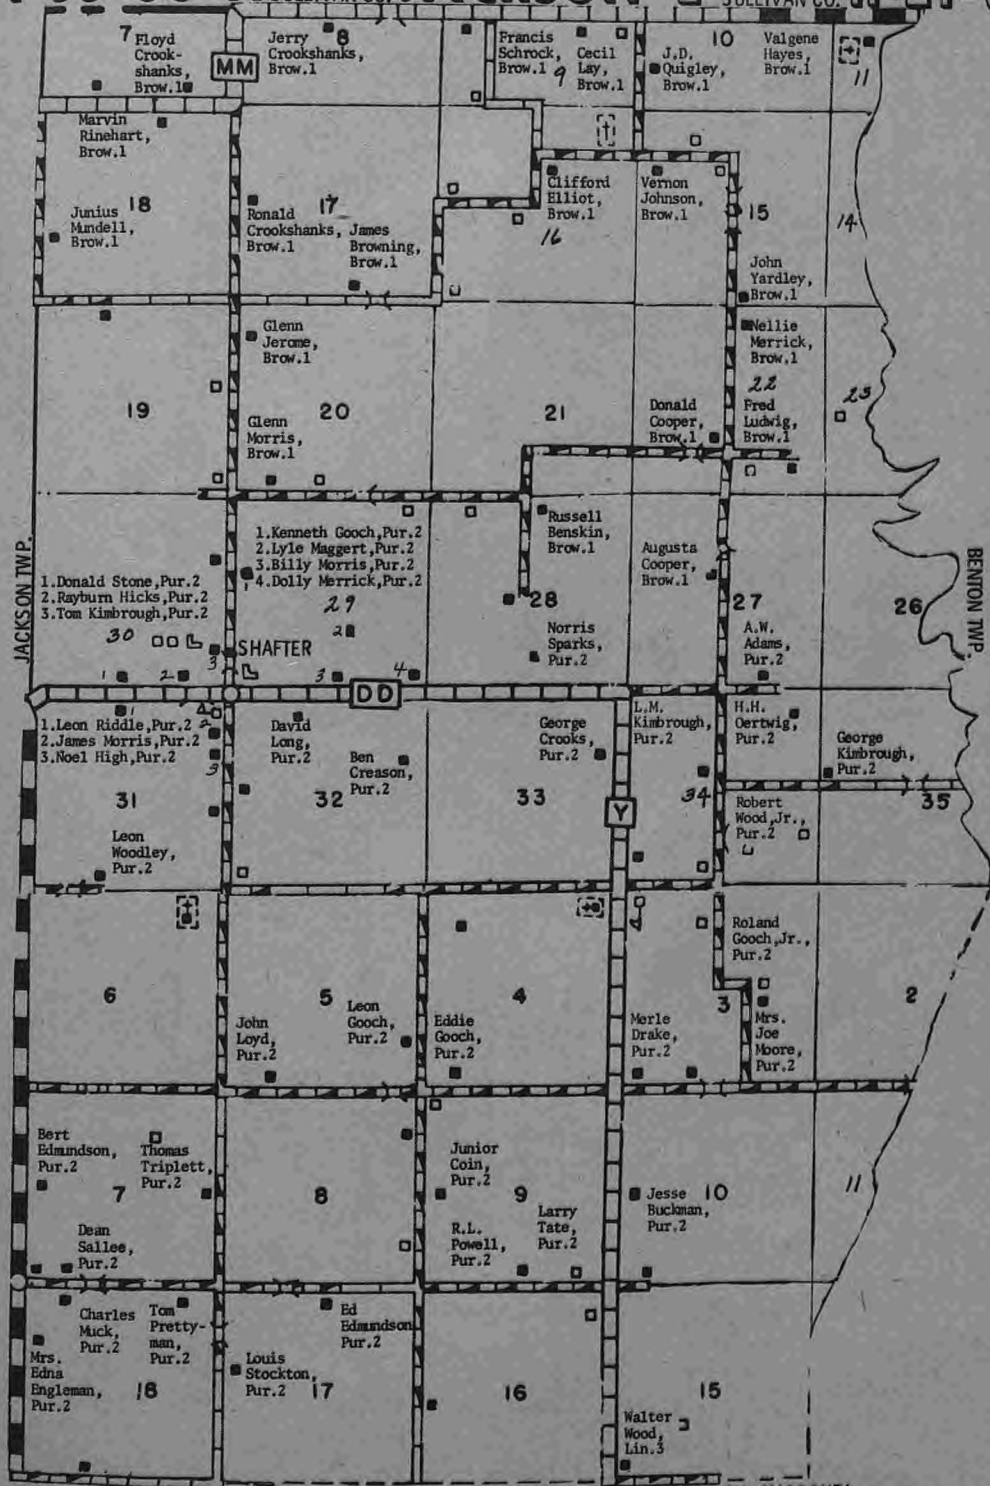 SULLIVAN CO.
7
Floyd
Crook-
shanks,
Brow.1
MM
Jerry 8
Crookshanks,
Brow.1
Francis
Schrock,
Brow.1
9
Cecil
Lay,
Brow.1
10
J.D.
Quigley,
Brow.1
Valgene
Hayes,
Brow.1
11
Marvin
Rinehart,
Brow.1
18
Junius
Mundell,
Brow.1
17
Ronald
Crookshanks,
Brow.1
James
Browning,
Brow.1
Clifford
Elliot,
Brow.1
16
Vernon
Johnson,
Brow.1
15
14
John
Yardley,
Brow.1
19
Glenn
Jerome,
Brow.1
20
Glenn
Morris,
Brow.1
21
Donald
Cooper,
Brow.1
Nellie
Merrick,
Brow.1
22
Fred
Ludwig,
Brow.1
23
JACKSON TWP.
1.Donald Stone,Pur.2
2.Rayburn Hicks,Pur.2
3.Tom Kimbrough,Pur.2
30
3
1
2
SHAFTER
1.Kenneth Gooch,Pur.2
2.Lyle Maggert,Pur.2
3.Billy Morris,Pur.2
4.Dolly Merrick,Pur.2
29
2
3
4
DD
Russell
Benskin,
Brow.1
28
Norris
Sparks,
Pur.2
Augusta
Cooper,
Brow.1
27
A.W.
Adams,
Pur.2
26
BENTON TWP.
1
1.Leon Riddle,Pur.2
2
2.James Morris,Pur.2
3.Noel High,Pur.2
3
31
Leon
Woodley,
Pur.2
David
Long,
Pur.2
32
Ben
Creason,
Pur.2
33
George
Crooks,
Pur.2
Y
L.M.
Kimbrough,
Pur.2
34
H.H.
Oertwig,
Pur.2
George
Kimbrough,
Pur.2
35
Robert
Wood,Jr.,
Pur.2
6
5
John
Loyd,
Pur.2
Leon
Gooch,
Pur.2
4
Eddie
Gooch,
Pur.2
Merle
Drake,
Pur.2
3
Roland
Gooch,Jr.,
Pur.2
Mrs.
Joe
Moore,
Pur.2
2
Bert
Edmundson,
Pur.2
Thomas
Triplett,
Pur.2
7
Dean
Sallee,
Pur.2
8
Junior
Coin,
Pur.2
9
R.L.
Powell,
Pur.2
Larry
Tate,
Pur.2
Jesse
Buckman,
Pur.2
10
11
Charles
Muck,
Pur.2
Tom
Pretty-
man,
Pur.2
Mrs.
Edna
Engleman,
Pur.2
18
Louis
Stockton,
Pur.2
17
Ed
Edmundson
Pur.2
16
15
Walter
Wood,
Lin.3